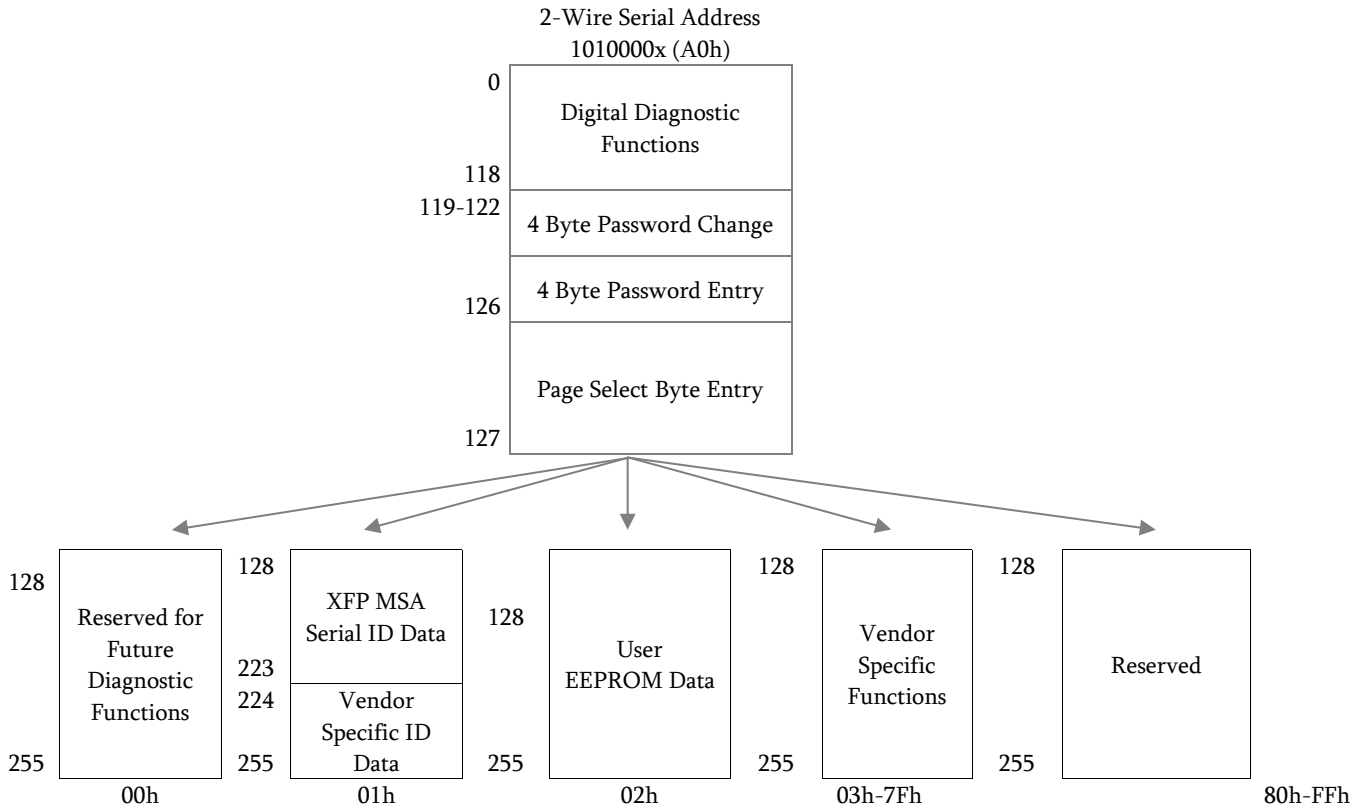 2-Wire Serial Address
1010000x (A0h)
0
Digital Diagnostic
Functions
118
119-122
4 Byte Password Change
4 Byte Password Entry
126
Page Select Byte Entry
127
128
Reserved for
Future
Diagnostic
Functions
255
00h
128
XFP MSA
Serial ID Data
223
224
Vendor
Specific ID
Data
255
01h
128
User
EEPROM Data
255
02h
128
Vendor
Specific
Functions
255
03h-7Fh
128
Reserved
255
80h-FFh